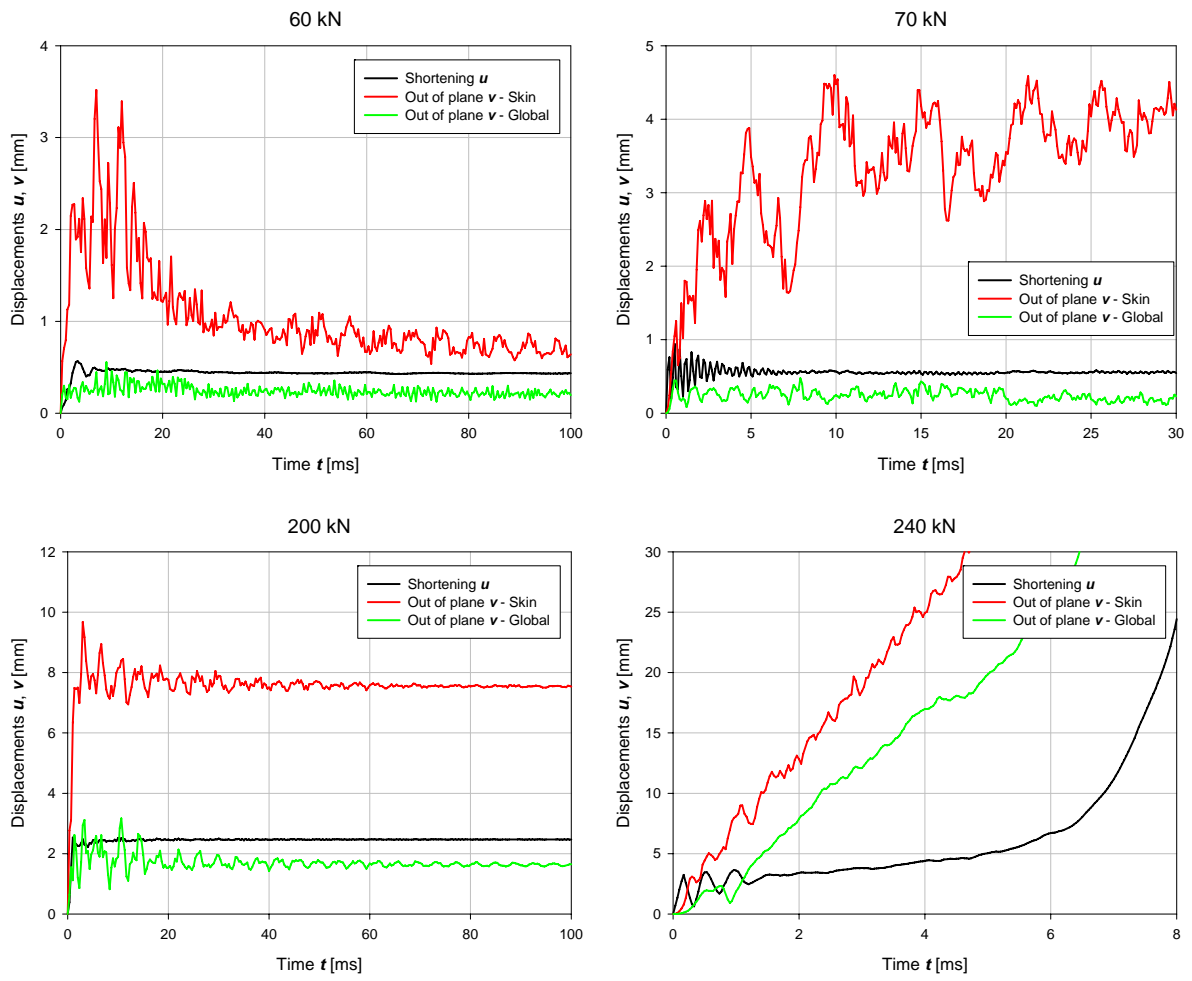 60 kN
4
3
2
1
0
Displacements u, v [mm]
Shortening u
Out of plane v - Skin
Out of plane v - Global
0 20 40 60 80 100
Time t [ms]
70 kN
5
4
3
2
1
0
Displacements u, v [mm]
Shortening u
Out of plane v - Skin
Out of plane v - Global
0 5 10 15 20 25 30
Time t [ms]
200 kN
12
10
8
6
4
2
0
Displacements u, v [mm]
Shortening u
Out of plane v - Skin
Out of plane v - Global
0 20 40 60 80 100
Time t [ms]
240 kN
30
25
20
15
10
5
0
Displacements u, v [mm]
Shortening u
Out of plane v - Skin
Out of plane v - Global
0 2 4 6 8
Time t [ms]